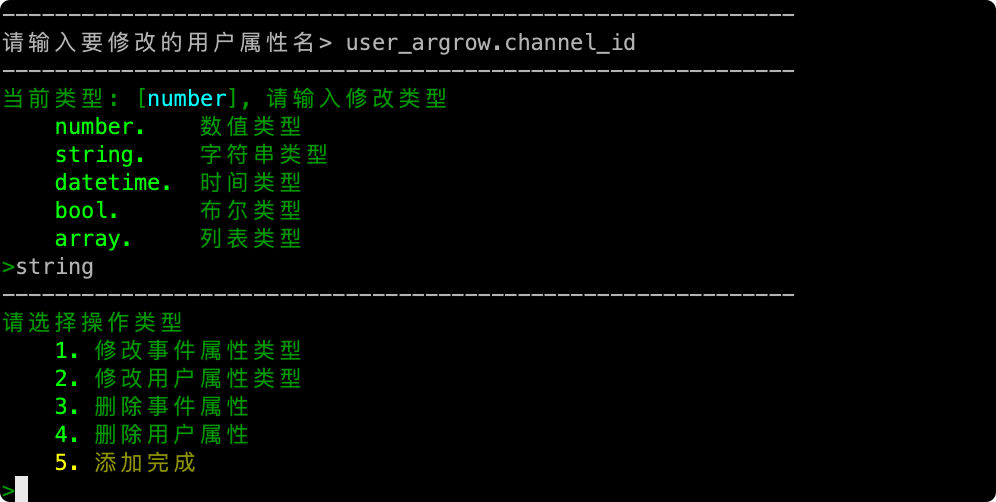 ------------------------------------------------------------
请输入要修改的用户属性名> user_argrow.channel_id
------------------------------------------------------------
当前类型: [number], 请输入修改类型
number. 数值类型
string. 字符串类型
datetime. 时间类型
bool. 布尔类型
array. 列表类型
>string
------------------------------------------------------------
请选择操作类型
1. 修改事件属性类型
2. 修改用户属性类型
3. 删除事件属性
4. 删除用户属性
5. 添加完成
>